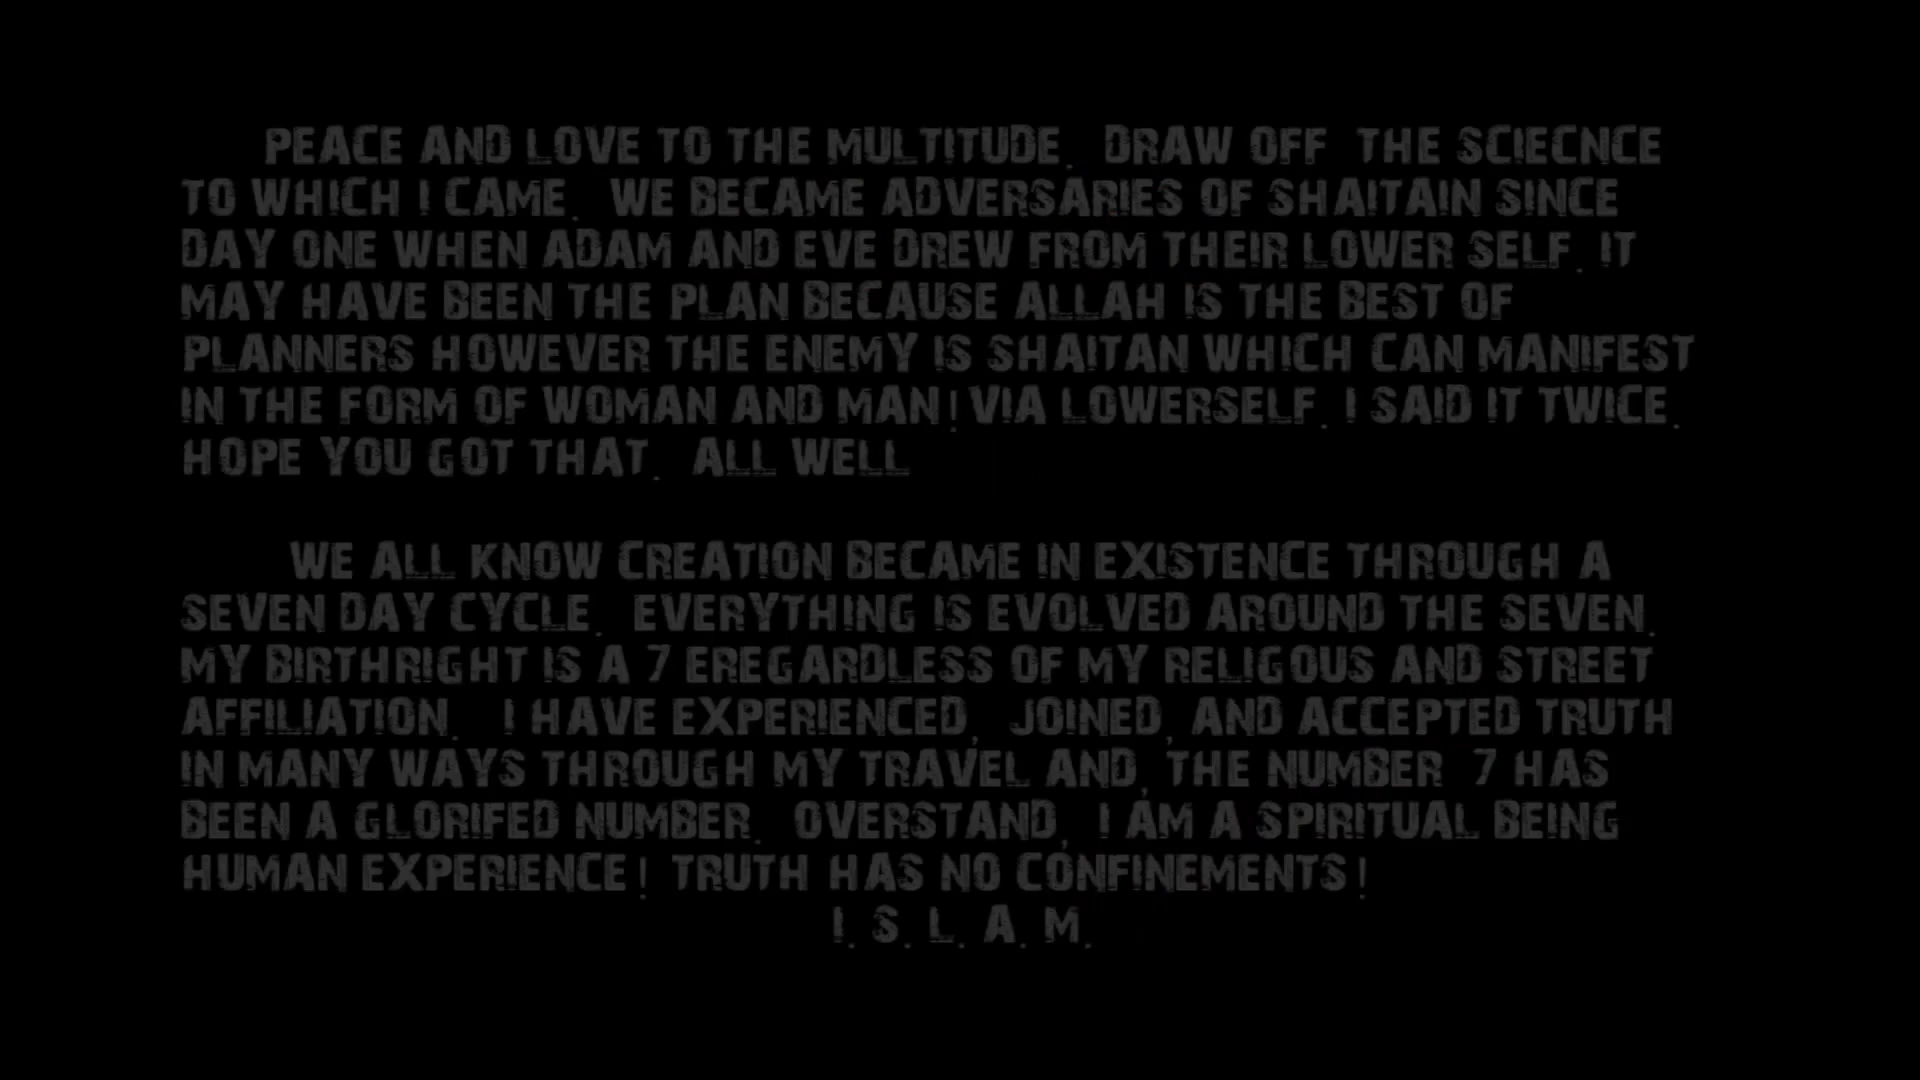 PEACE AND LOVE TO THE MULTITUDE. DRAW OFF THE SCIECNCE
TO WHICH I CAME. WE BECAME ADVERSARIES OF SHAITAIN SINCE
DAY ONE WHEN ADAM AND EVE DREW FROM THEIR LOWER SELF. IT
MAY HAVE BEEN THE PLAN BECAUSE ALLAH IS THE BEST OF
PLANNERS HOWEVER THE ENEMY IS SHAITAN WHICH CAN MANIFEST
IN THE FORM OF WOMAN AND MAN! VIA LOWERSELF. I SAID IT TWICE.
HOPE YOU GOT THAT. ALL WELL
WE ALL KNOW CREATION BECAME IN EXISTENCE THROUGH A
SEVEN DAY CYCLE. EVERYTHING IS EVOLVED AROUND THE SEVEN.
MY BIRTHRIGHT IS A 7 EREGARDLESS OF MY RELIGOUS AND STREET
AFFILIATION. I HAVE EXPERIENCED, JOINED, AND ACCEPTED TRUTH
IN MANY WAYS THROUGH MY TRAVEL AND, THE NUMBER 7 HAS
BEEN A GLORIFED NUMBER. OVERSTAND, I AM A SPIRITUAL BEING
HUMAN EXPERIENCE! TRUTH HAS NO CONFINEMENTS!
I. S. L. A. M.